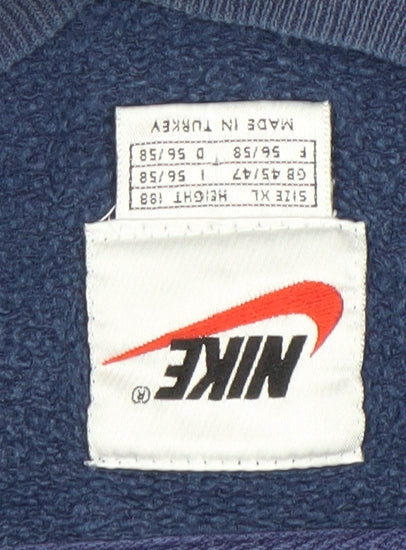 NIKE®
SIZE XL HEIGHT 188
GB 45/47 I 56/58
F 56/58 D 56/58
MADE IN TURKEY